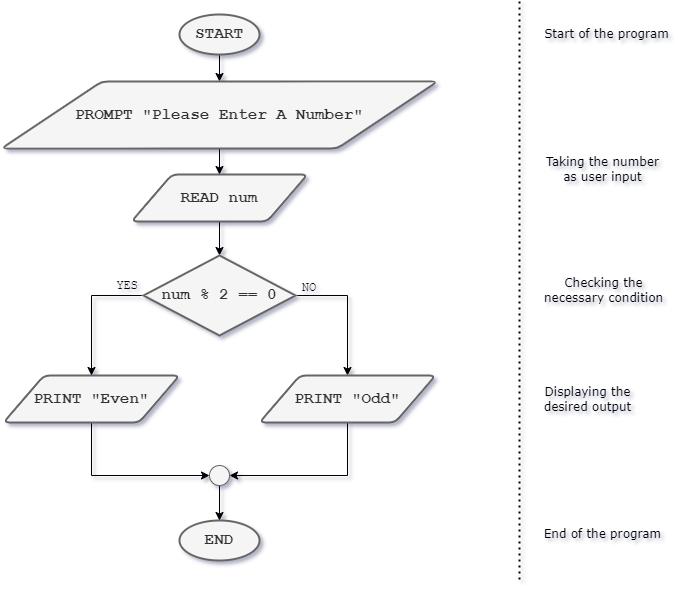 START
Start of the program
PROMPT "Please Enter A Number"
Taking the number
as user input
READ num
YES
num % 2 == 0
NO
Checking the
necessary condition
PRINT "Even"
PRINT "Odd"
Displaying the
desired output
END
End of the program